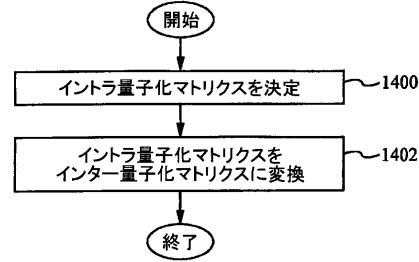 開始
イントラ量子化マトリクスを決定
1400
イントラ量子化マトリクスを
インター量子化マトリクスに変換
1402
終了